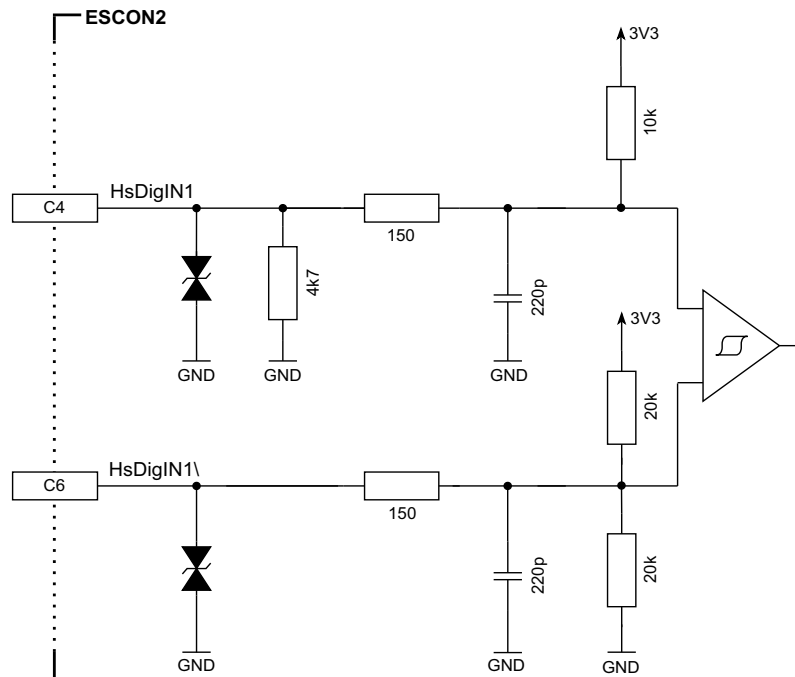 ESCON2
3V3
10k
HsDigIN1
C4
150
4k7
220p
3V3
GND
GND
GND
20k
HsDigIN1\
C6
150
220p
20k
GND
GND
GND